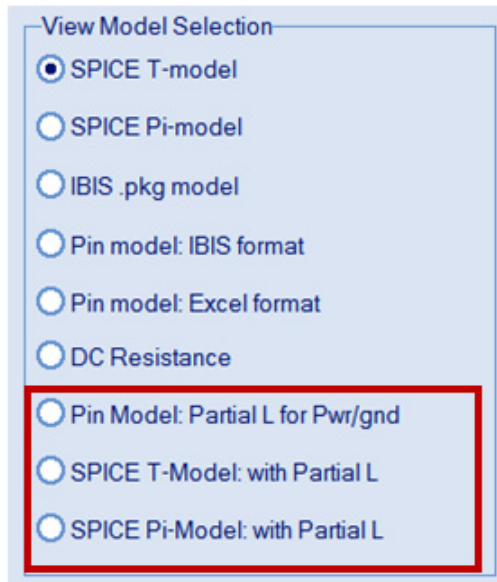 View Model Selection
SPICE T-model
SPICE Pi-model
IBIS .pkg model
Pin model: IBIS format
Pin model: Excel format
DC Resistance
Pin Model: Partial L for Pwr/gnd
SPICE T-Model: with Partial L
SPICE Pi-Model: with Partial L